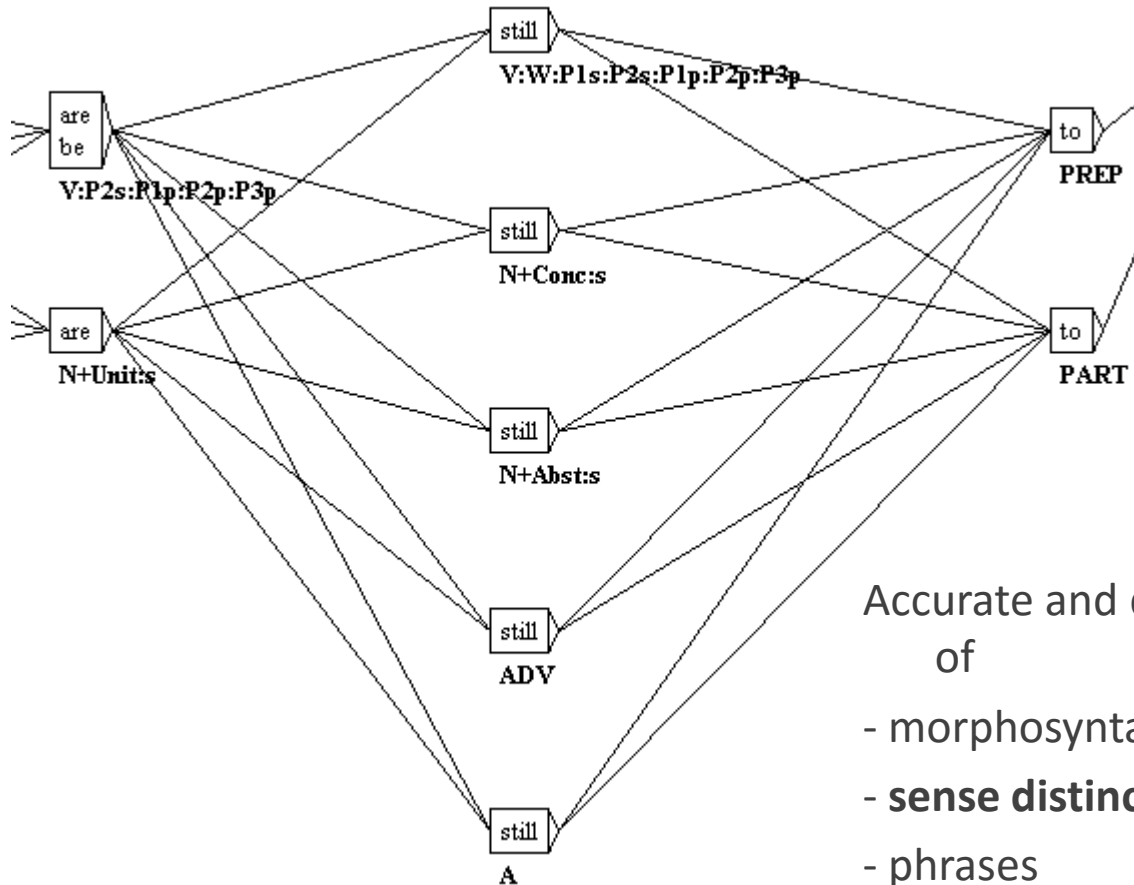 still
V:W:P1s:P2s:P1p:P2p:P3p
are
be
V:P2s:P1p:P2p:P3p
to
PREP
still
N+Conc:s
are
N+Unit:s
to
PART
still
N+Abst:s
still
ADV
still
A
Accurate and
of
- morphosynta
- sense distinc
- phrases